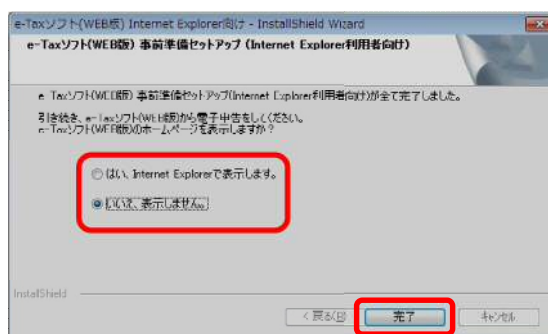 e-Taxソフト(WEB版) Internet Explorer向け - InstallShield Wizard
e-Taxソフト(WEB版) 事前準備セットアップ (Internet Explorer利用者向け)
e-Taxソフト(WEB版) 事前準備セットアップ(Internet Explorer利用者向け)が全て完了しました。
引き続き、e-Taxソフト(WEB版)から電子申告をしてください。
e-Taxソフト(WEB版)のホームページを表示しますか?
はい、Internet Explorerで表示します。
いいえ、表示しません。
InstallShield
< 戻る(B) 完了 キャンセル